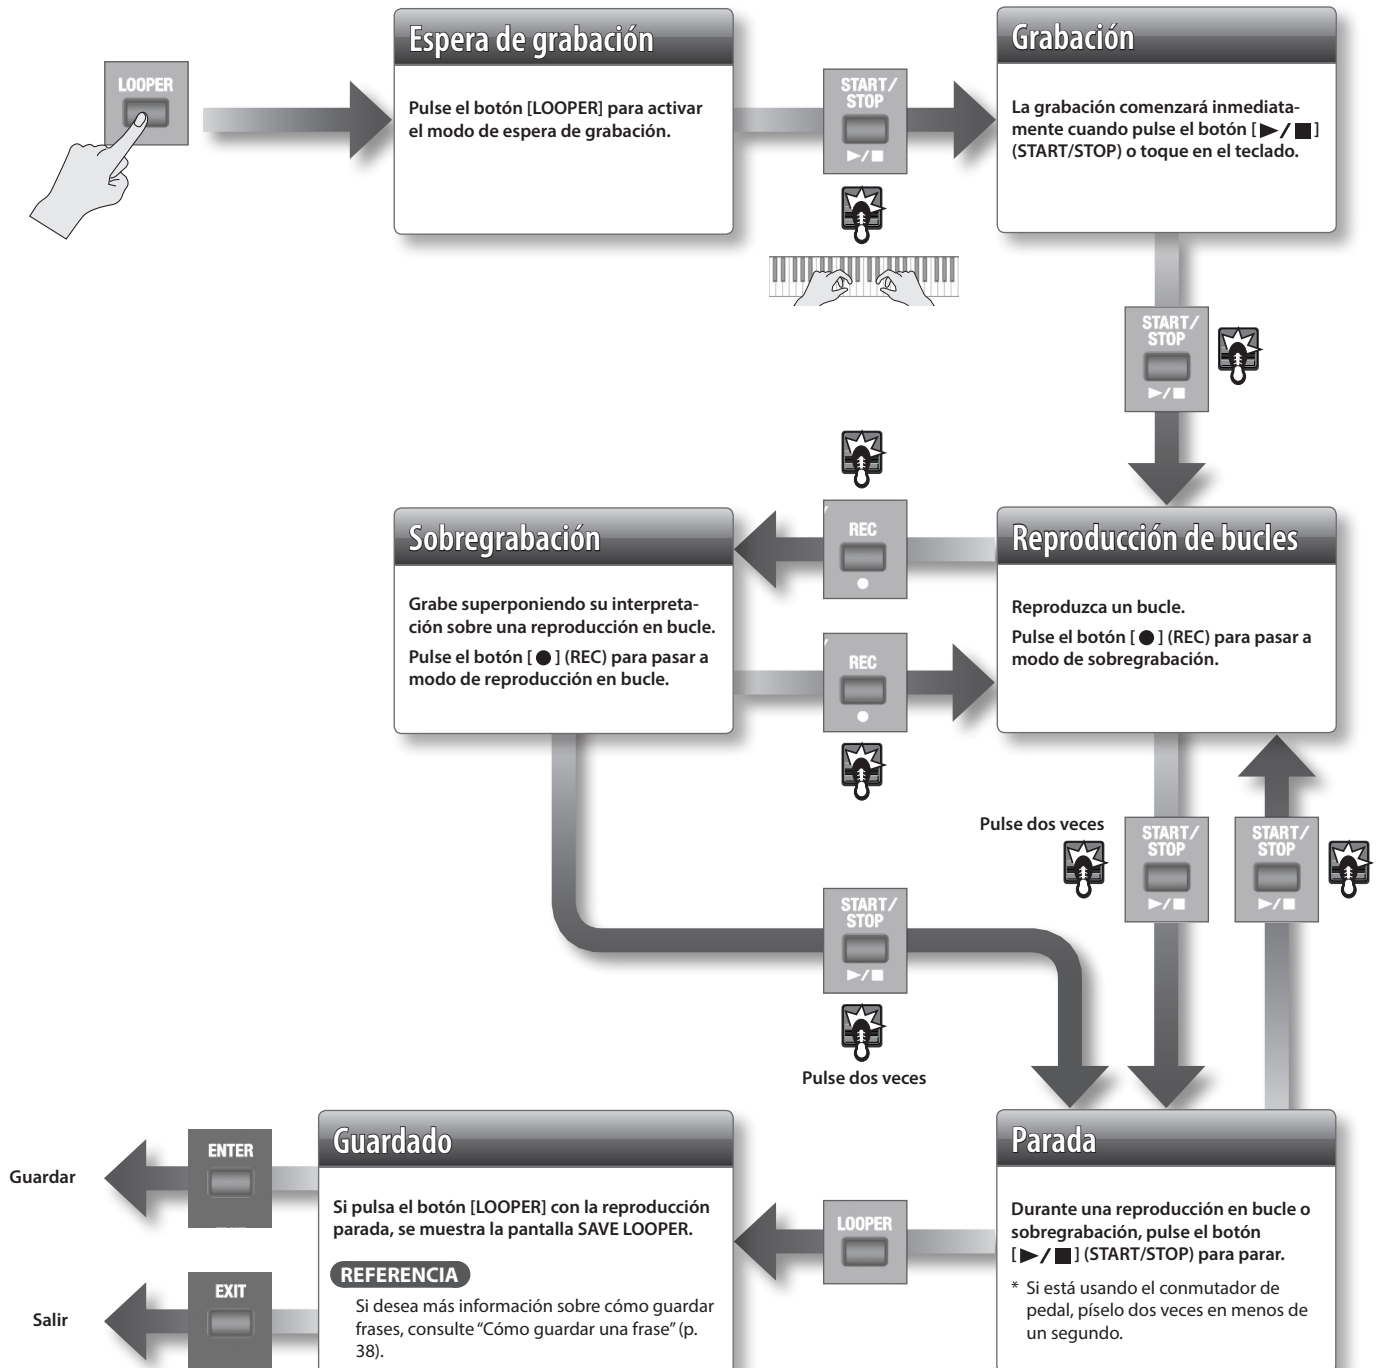 LOOPER
Espera de grabación
Pulse el botón [LOOPER] para activar
el modo de espera de grabación.
START/
STOP
►/■
Grabación
La grabación comenzará inmediata-
mente cuando pulse el botón [ ►/■ ]
(START/STOP) o toque en el teclado.
START/
STOP
►/■
Sobregrabación
Grabe superponiendo su interpreta-
ción sobre una reproducción en bucle.
Pulse el botón [ ● ] (REC) para pasar a
modo de reproducción en bucle.
REC
●
REC
●
Reproducción de bucles
Reproduzca un bucle.
Pulse el botón [ ● ] (REC) para pasar a
modo de sobregrabación.
Pulse dos veces
START/
STOP
►/■
START/
STOP
►/■
START/
STOP
►/■
Pulse dos veces
Guardar
ENTER
Salir
EXIT
Guardado
Si pulsa el botón [LOOPER] con la reproducción
parada, se muestra la pantalla SAVE LOOPER.
REFERENCIA
Si desea más información sobre cómo guardar
frases, consulte “Cómo guardar una frase” (p.
38).
LOOPER
Parada
Durante una reproducción en bucle o
sobregrabación, pulse el botón
[ ►/■ ] (START/STOP) para parar.
* Si está usando el conmutador de
pedal, píselo dos veces en menos de
un segundo.